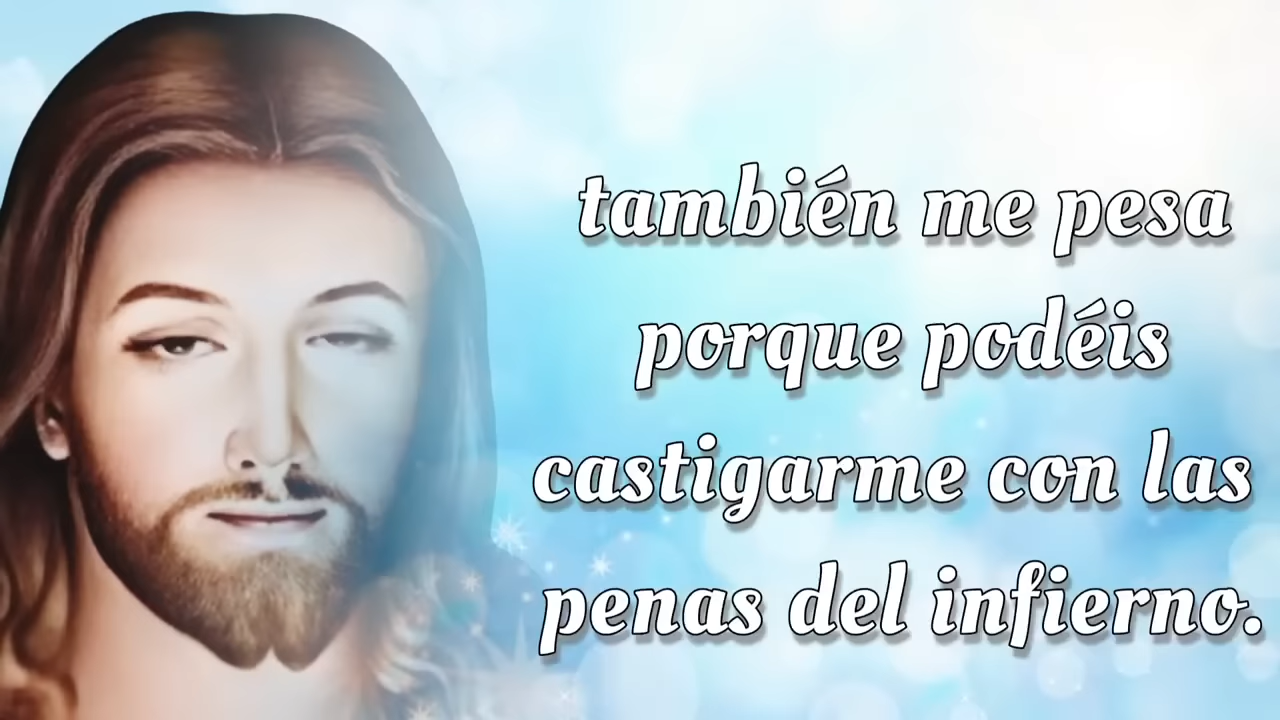 también me pesa
porque podéis
castigarme con las
penas del infierno.